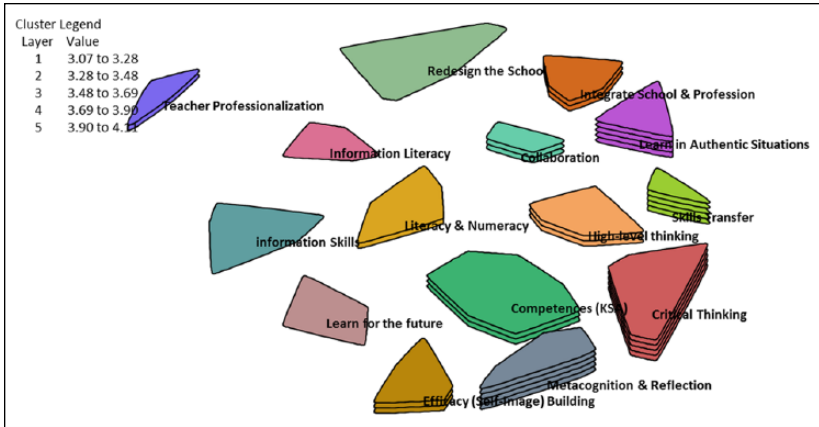 Cluster Legend
Layer Value
1 3.07 to 3.28
2 3.28 to 3.48
3 3.48 to 3.69
4 3.69 to 3.90
5 3.90 to 4.11
Redesign the School
Integrate School & Profession
Teacher Professionalization
Learn in Authentic Situations
Information Literacy
Collaboration
Skills Transfer
Literacy & Numeracy
High-level thinking
information Skills
Competences (KSA)
Critical Thinking
Learn for the future
Metacognition & Reflection
Efficacy (Self-Image) Building